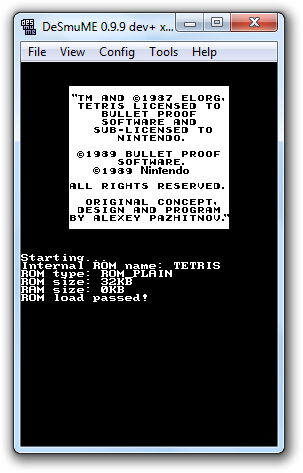 DeSmuME 0.9.9 dev+ x...
File View Config Tools Help
"TM AND ©1987 ELORG,
TETRIS LICENSED TO
BULLET PROOF
SOFTWARE AND
SUB-LICENSED TO
NINTENDO.
©1989 BULLET PROOF
SOFTWARE.
©1989 Nintendo
ALL RIGHTS RESERVED.
ORIGINAL CONCEPT,
DESIGN AND PROGRAM
BY ALEXEY PAZHITNOV."
Starting.
Internal ROM name: TETRIS
ROM type: ROM_PLAIN
ROM size: 32KB
RAM size: 0KB
ROM load passed!